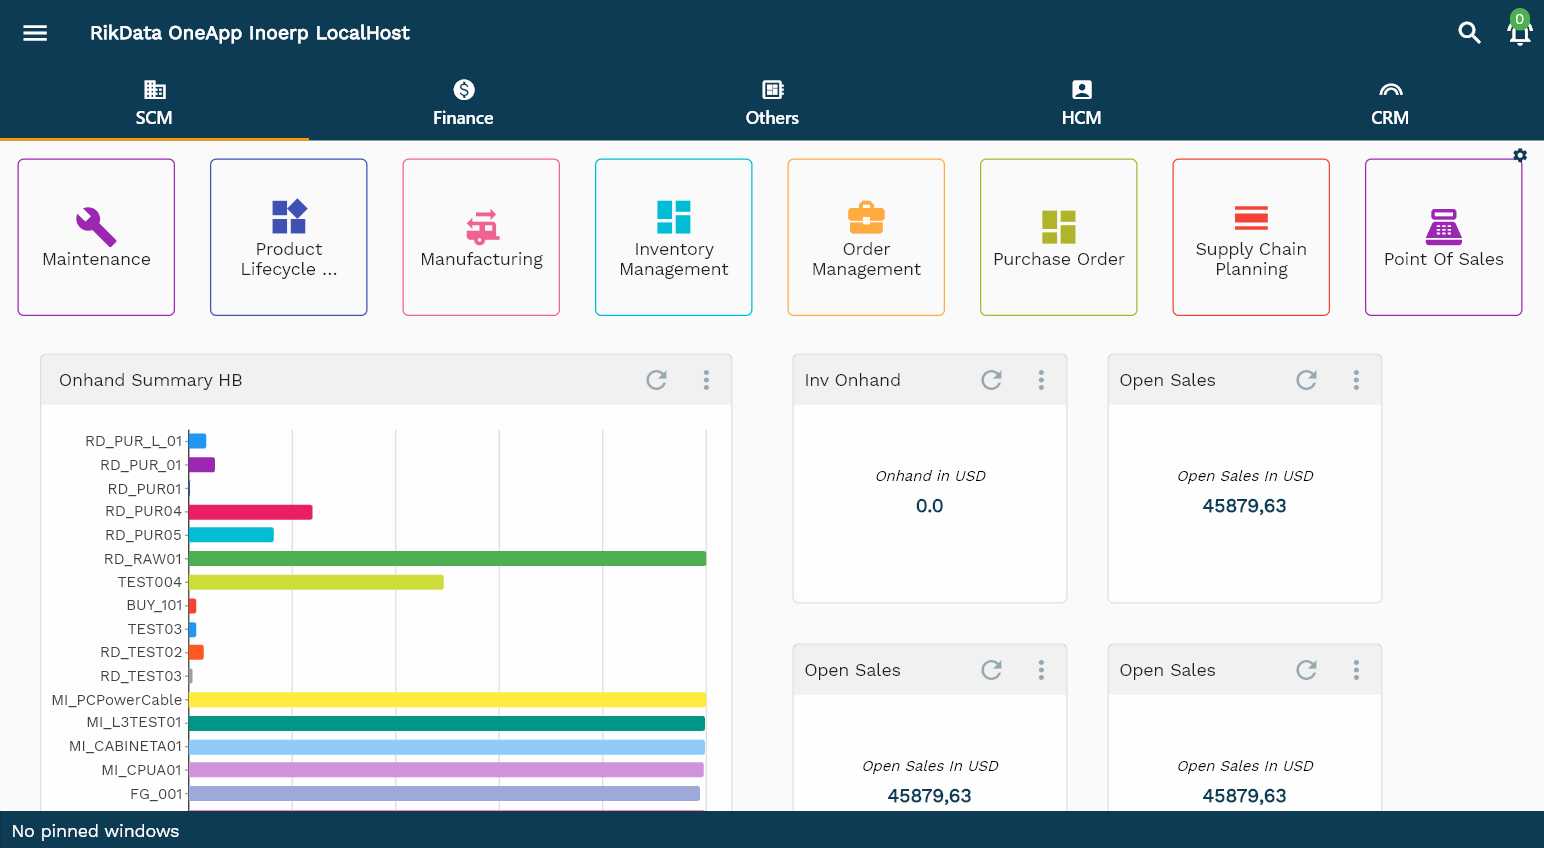 RikData OneApp Inoerp LocalHost
0
SCM
Finance
Others
HCM
CRM
Maintenance
Product
Lifecycle ...
Manufacturing
Inventory
Management
Order
Management
Purchase Order
Supply Chain
Planning
Point Of Sales
Onhand Summary HB
RD_PUR_L_01
RD_PUR_01
RD_PUR01
RD_PUR04
RD_PUR05
RD_RAW01
TEST004
BUY_101
TEST03
RD_TEST02
RD_TEST03
MI_PCPowerCable
MI_L3TEST01
MI_CABINETA01
MI_CPUA01
FG_001
Inv Onhand
Onhand in USD
0.0
Open Sales
Open Sales In USD
45879,63
Open Sales
Open Sales In USD
45879,63
Open Sales
Open Sales In USD
45879,63
No pinned windows